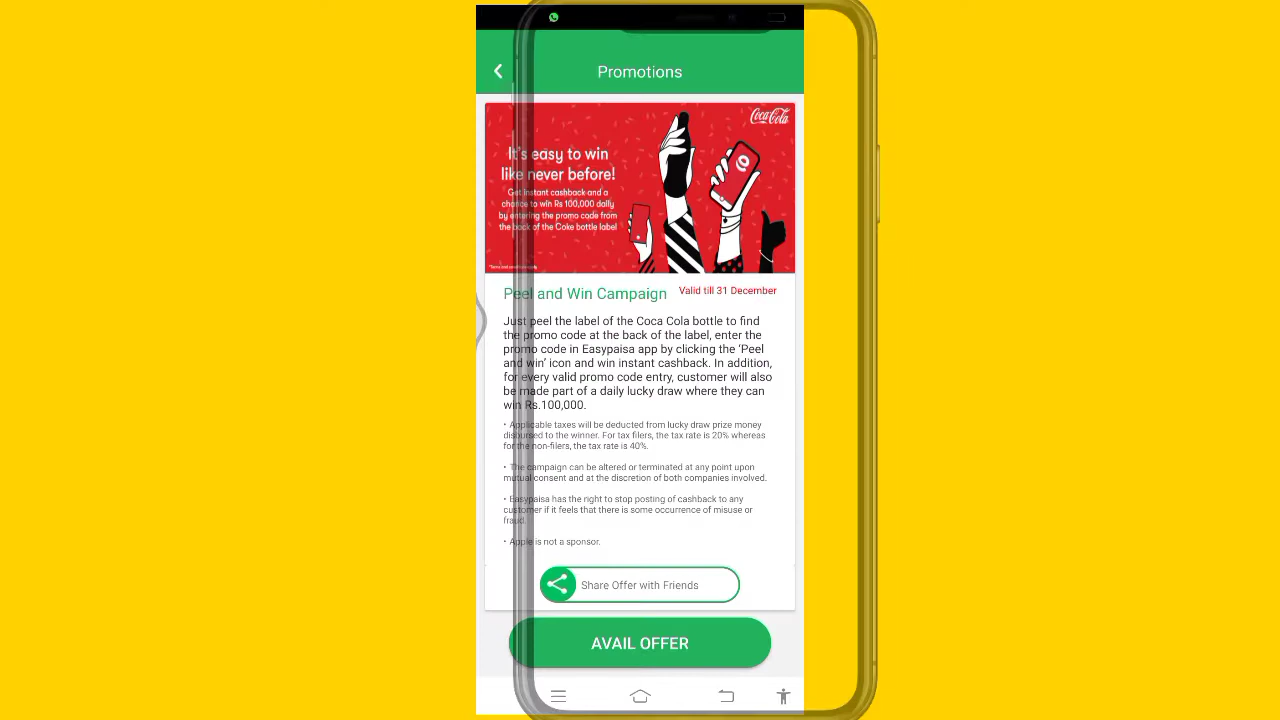 Promotions
Coca-Cola
It's easy to win
like never before!
Get instant cashback and a
chance to win Rs 100,000 daily
by entering the promo code from
the back of the Coke bottle label
*Terms and conditions apply
Peel and Win Campaign
Valid till 31 December
Just peel the label of the Coca Cola bottle to find
the promo code at the back of the label, enter the
promo code in Easypaisa app by clicking the 'Peel
and win' icon and win instant cashback. In addition,
for every valid promo code entry, customer will also
be made part of a daily lucky draw where they can
win Rs.100,000.
• Applicable taxes will be deducted from lucky draw prize money
disbursed to the winner. For tax filers, the tax rate is 20% whereas
for the non-filers, the tax rate is 40%.
• The campaign can be altered or terminated at any point upon
mutual consent and at the discretion of both companies involved.
• Easypaisa has the right to stop posting of cashback to any
customer if it feels that there is some occurrence of misuse or
fraud.
• Apple is not a sponsor.
Share Offer with Friends
AVAIL OFFER